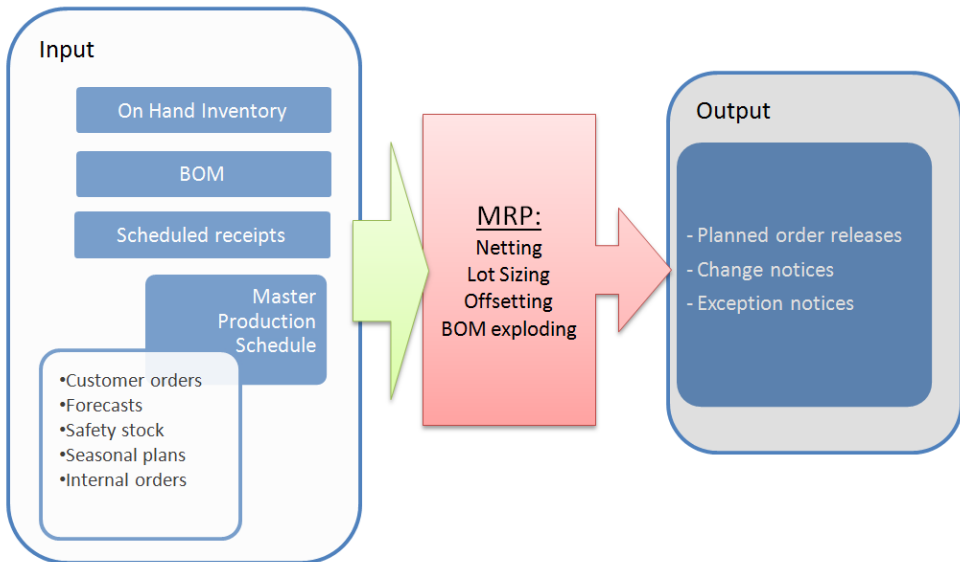 Input
On Hand Inventory
BOM
Scheduled receipts
Master
Production
Schedule
•Customer orders
•Forecasts
•Safety stock
•Seasonal plans
•Internal orders
MRP:
Netting
Lot Sizing
Offsetting
BOM exploding
Output
- Planned order releases
- Change notices
- Exception notices